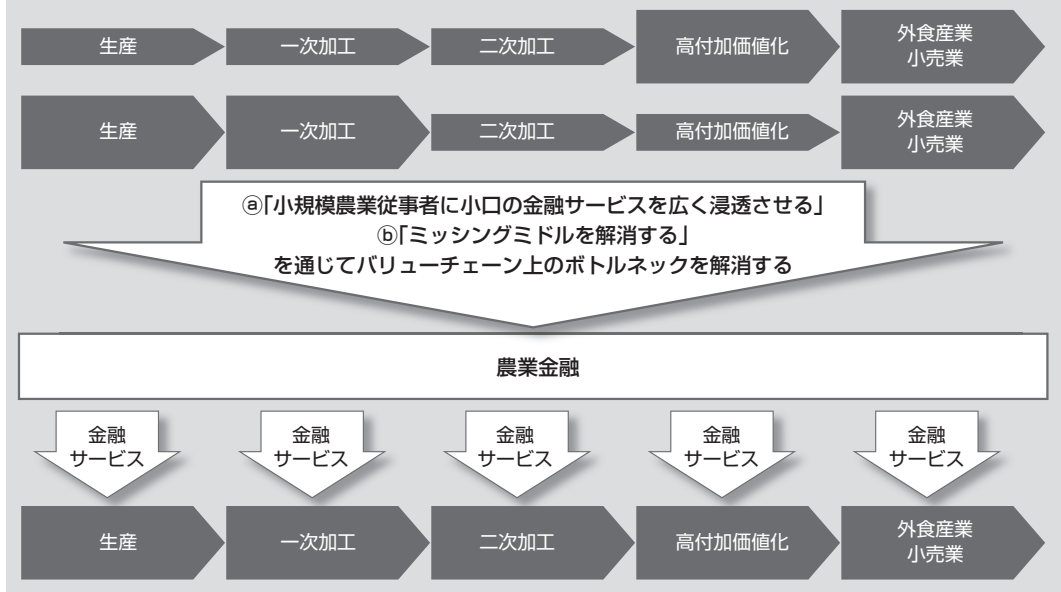 生産
一次加工
二次加工
高付加価値化
外食産業
小売業
生産
一次加工
二次加工
高付加価値化
外食産業
小売業
ⓐ「小規模農業従事者に小口の金融サービスを広く浸透させる」
ⓑ「ミッシングミドルを解消する」
を通じてバリューチェーン上のボトルネックを解消する
農業金融
金融
サービス
金融
サービス
金融
サービス
金融
サービス
金融
サービス
生産
一次加工
二次加工
高付加価値化
外食産業
小売業